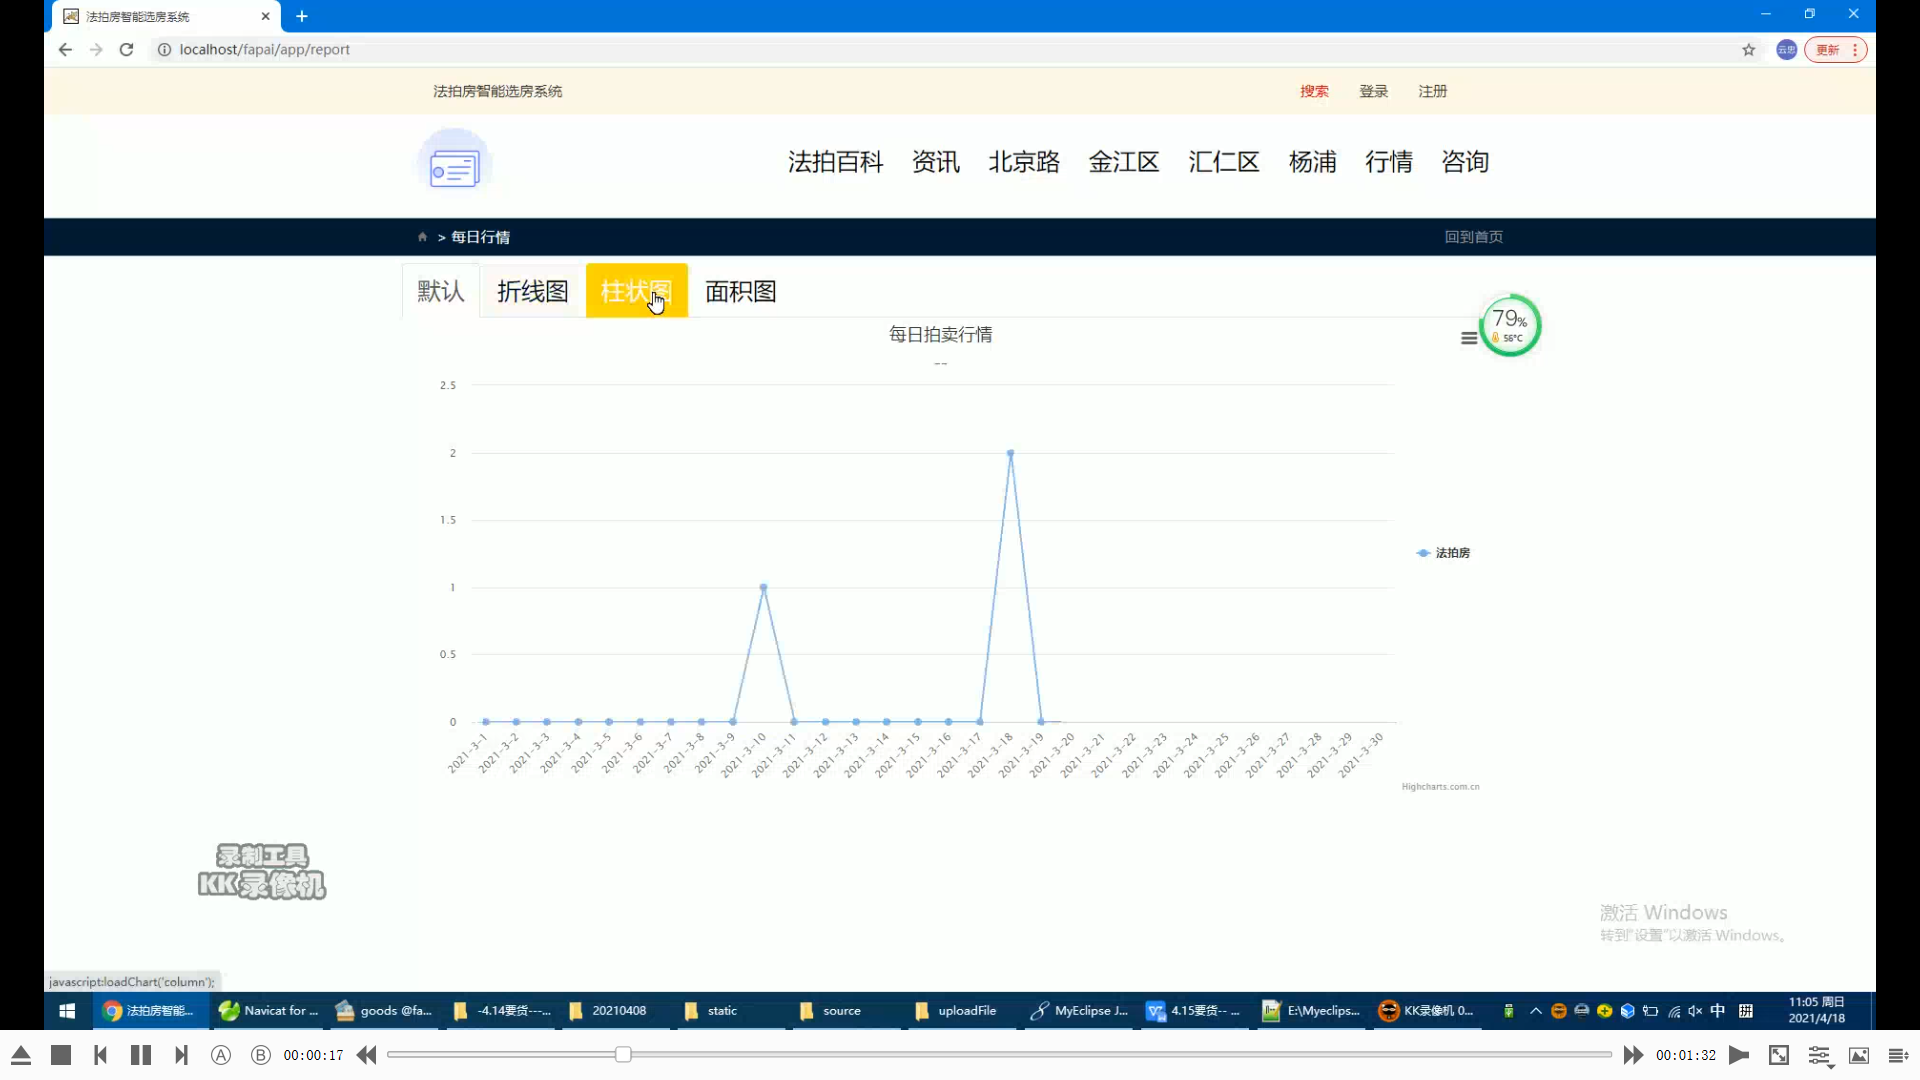 法拍房智能选房系统
localhost/fapai/app/report
更新
法拍房智能选房系统
搜索 登录 注册
法拍百科 资讯 北京路 金江区 汇仁区 杨浦 行情 咨询
> 每日行情
回到首页
默认 折线图 柱状图 面积图
79%
56°C
每日拍卖行情
--
2.5
2
1.5
1
0.5
0
法拍房
2021-3-1 2021-3-2 2021-3-3 2021-3-4 2021-3-5 2021-3-6 2021-3-7 2021-3-8 2021-3-9 2021-3-10 2021-3-11 2021-3-12 2021-3-13 2021-3-14 2021-3-15 2021-3-16 2021-3-17 2021-3-18 2021-3-19 2021-3-20 2021-3-21 2021-3-22 2021-3-23 2021-3-24 2021-3-25 2021-3-26 2021-3-27 2021-3-28 2021-3-29 2021-3-30
Highcharts.com.cn
录制工具
KK录像机
激活 Windows
转到"设置"以激活 Windows。
javascript:loadChart('column');
法拍房智能... Navicat for ... goods @fa... -4.14要货---... 20210408 static source uploadFile MyEclipse J... 4.15要货-- ... E:\Myeclips... KK录像机 0... 中
11:05 周日
2021/4/18
A B 00:00:17 00:01:32